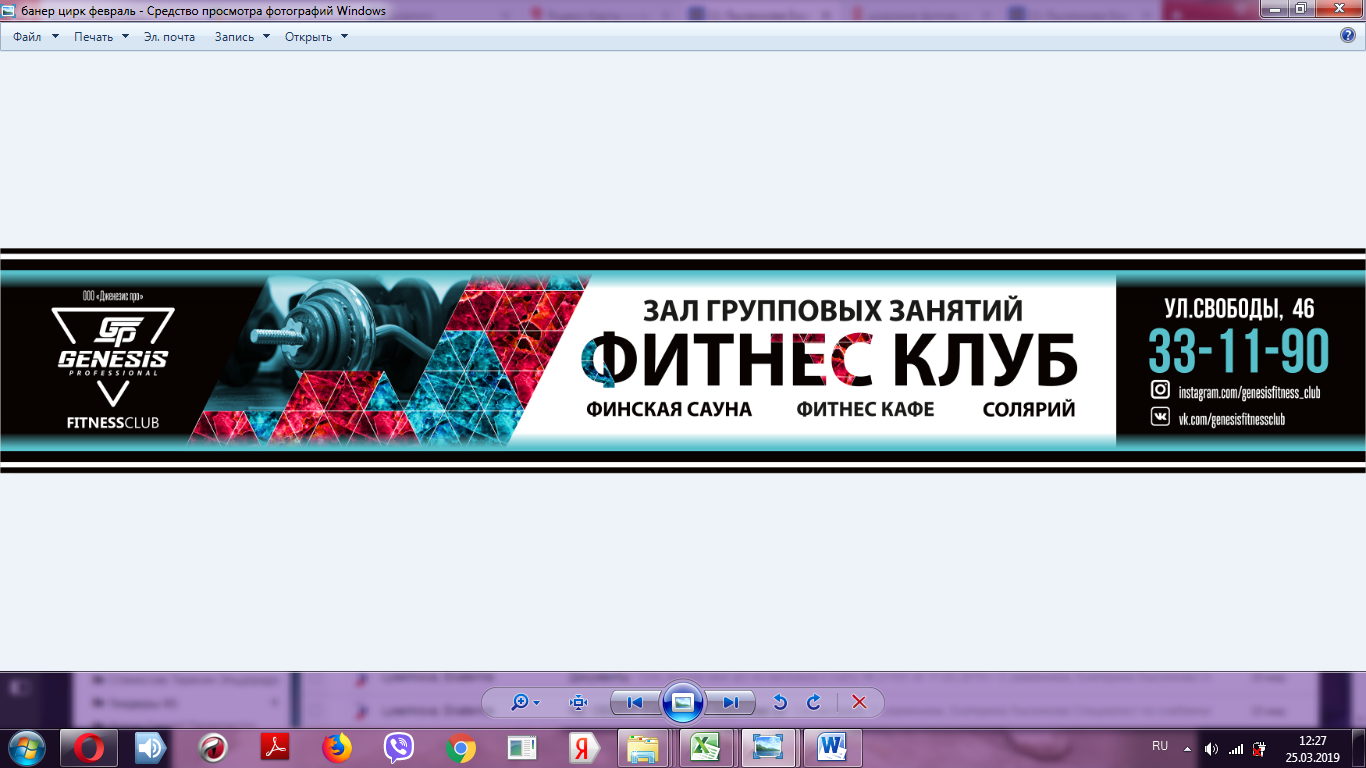 банер цирк февраль - Средство просмотра фотографий Windows
Файл Печать Эл. почта Запись Открыть
ООО «Дженезис про»
GP
GENESIS
PROFESSIONAL
FITNESSCLUB
ЗАЛ ГРУППОВЫХ ЗАНЯТИЙ
ФИТНЕС КЛУБ
ФИНСКАЯ САУНА ФИТНЕС КАФЕ СОЛЯРИЙ
УЛ.СВОБОДЫ, 46
33-11-90
instagram.com/genesisfitness_club
vk.com/genesisfitnessclub
RU
12:27
25.03.2019